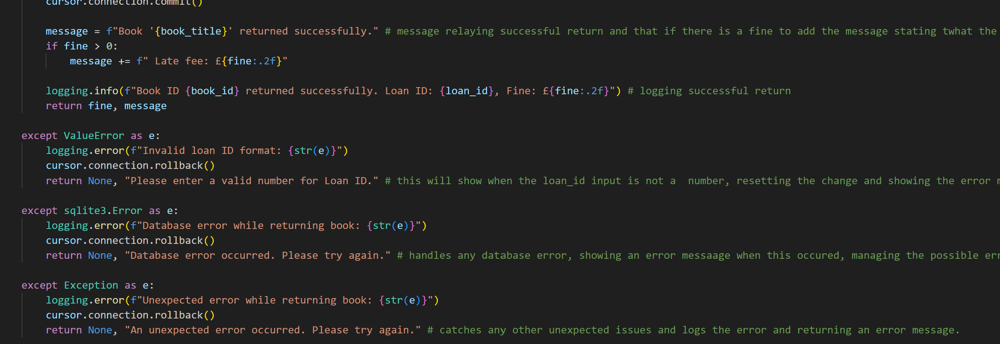 cursor.connection.commit()
message = f"Book '{book_title}' returned successfully." # message relaying successful return and that if there is a fine to add the message stating twhat the
if fine > 0:
message += f" Late fee: £{fine:.2f}"
logging.info(f"Book ID {book_id} returned successfully. Loan ID: {loan_id}, Fine: £{fine:.2f}") # logging successful return
return fine, message
except ValueError as e:
logging.error(f"Invalid loan ID format: {str(e)}")
cursor.connection.rollback()
return None, "Please enter a valid number for Loan ID." # this will show when the loan_id input is not a  number, resetting the change and showing the error
except sqlite3.Error as e:
logging.error(f"Database error while returning book: {str(e)}")
cursor.connection.rollback()
return None, "Database error occurred. Please try again." # handles any database error, showing an error messaage when this occured, managing the possible
except Exception as e:
logging.error(f"Unexpected error while returning book: {str(e)}")
cursor.connection.rollback()
return None, "An unexpected error occurred. Please try again." # catches any other unexpected issues and logs the error and returning an error message.